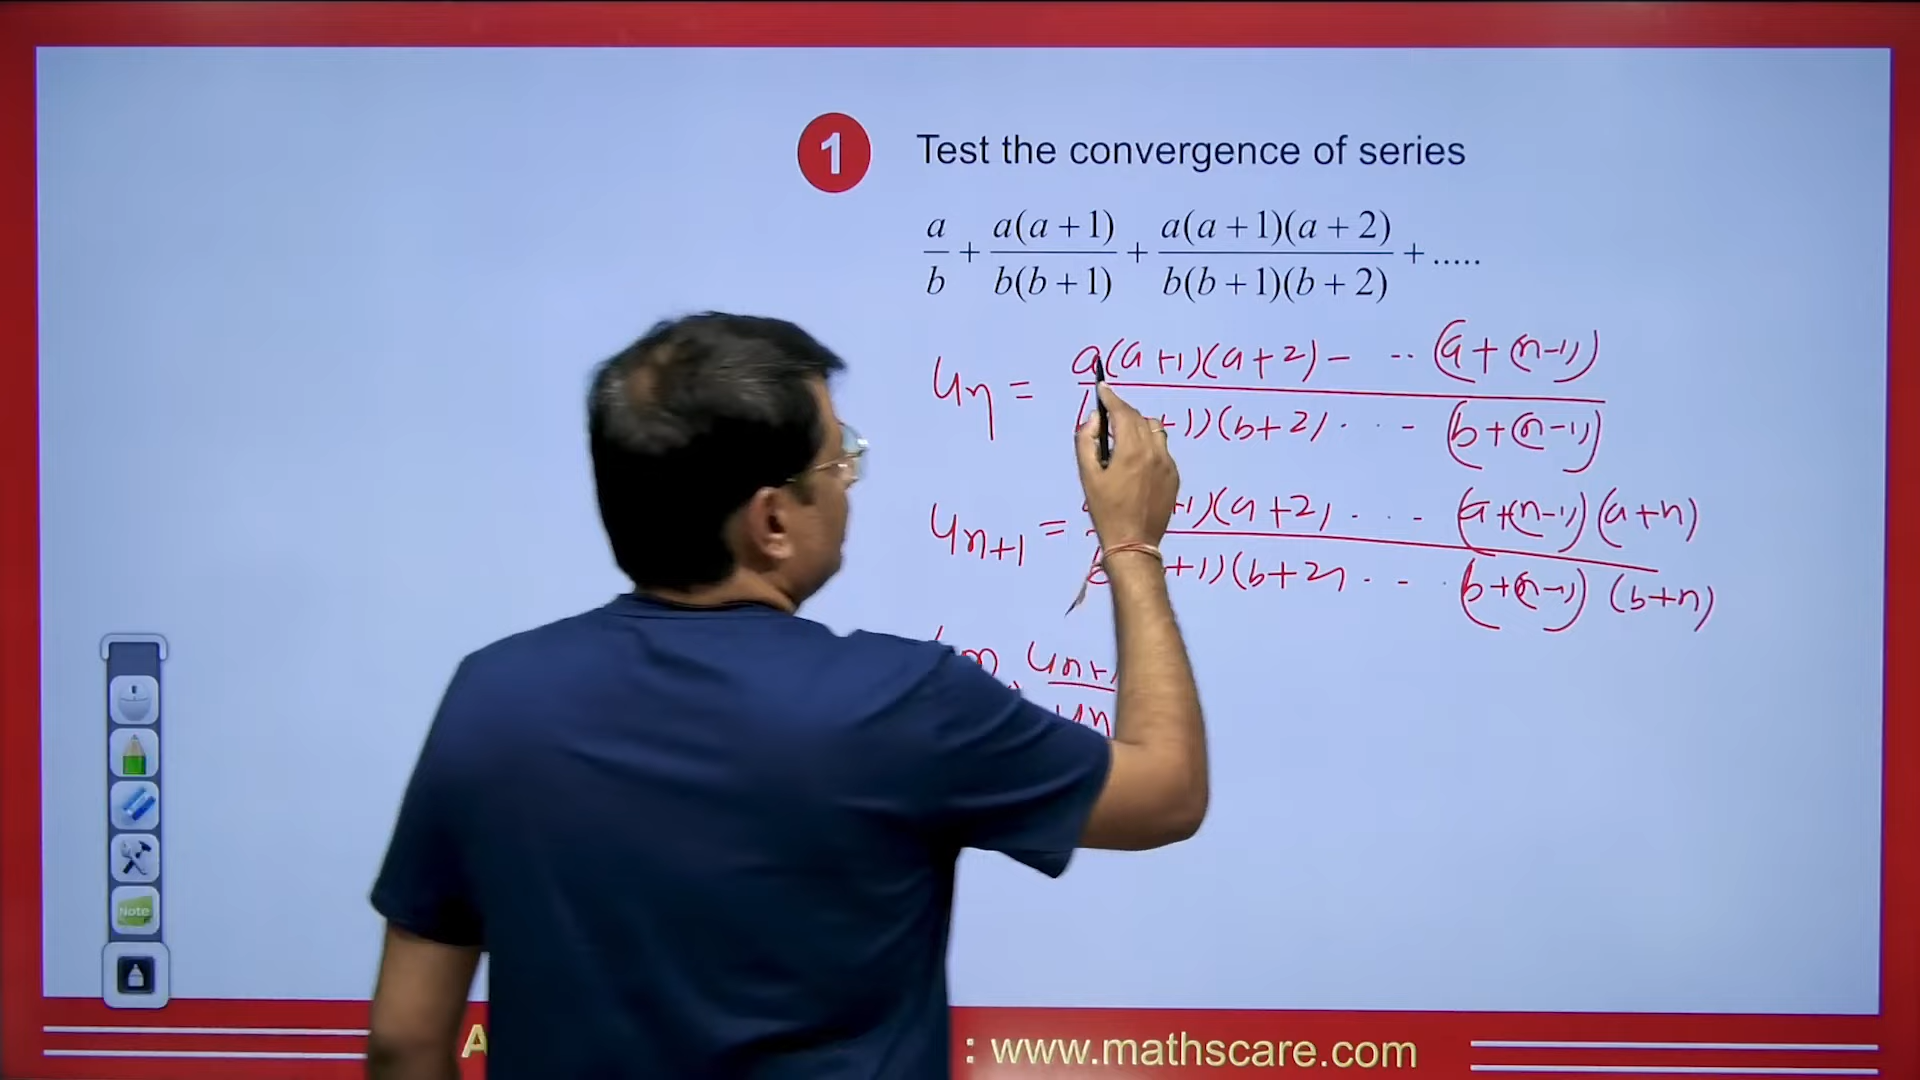 1 Test the convergence of series
a/b + a(a + 1)/b(b + 1) + a(a + 1)(a + 2)/b(b + 1)(b + 2) + .....
un = a(a+1)(a+2) - -- (a+(n-1))
+1)(b+2) . . - (b+(n-1))
un+1 = +1)(a+2) . . - (a+(n-1))(a+n)
b +1)(b+2) . - . (b+(n-1)) (b+n)
un+1
un
Note
A : www.mathscare.com